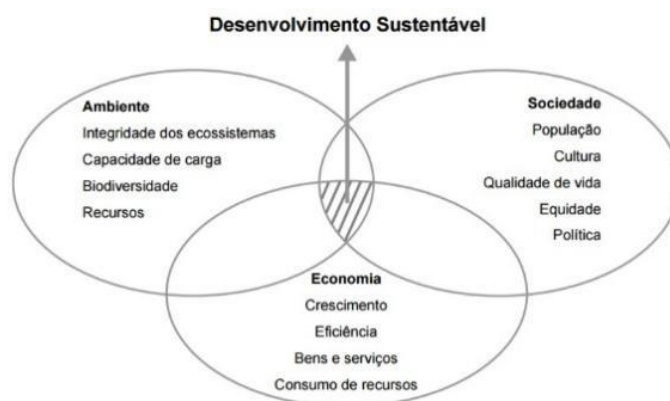 Desenvolvimento Sustentável
Ambiente
Integridade dos ecossistemas
Capacidade de carga
Biodiversidade
Recursos
Sociedade
População
Cultura
Qualidade de vida
Equidade
Política
Economia
Crescimento
Eficiência
Bens e serviços
Consumo de recursos